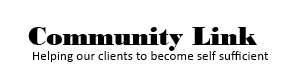 Community Link
Helping our clients to become self sufficient